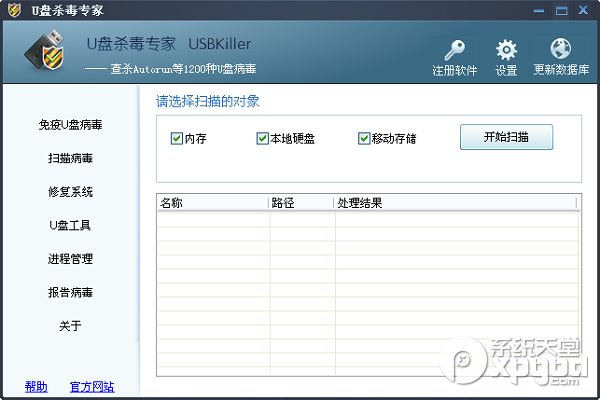 U盘杀毒专家
U盘杀毒专家 USBKiller
—— 查杀Autorun等1200种U盘病毒
注册软件 设置 更新数据库
请选择扫描的对象
免疫U盘病毒
内存 本地硬盘 移动存储 开始扫描
扫描病毒
修复系统
名称 路径 处理结果
U盘工具
进程管理
报告病毒
关于
帮助 官方网站
系统天堂
xpgod